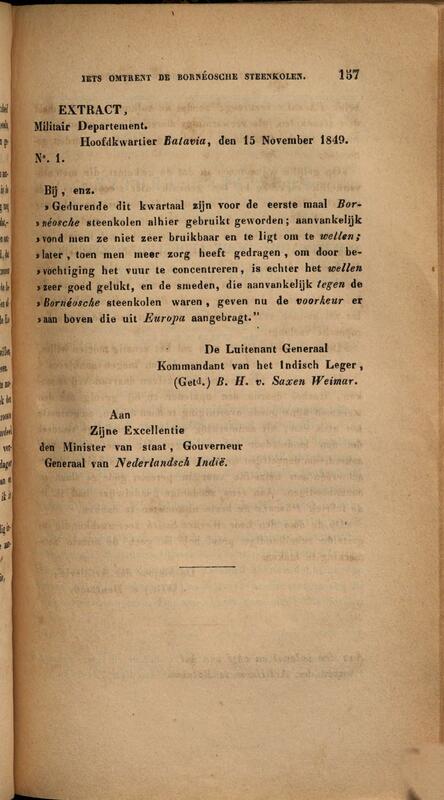 IETS OMTRENT DE BORNÉOSCHE STEENKOLEN. 157
EXTRACT,
Militair Departement.
Hoofdkwartier Batavia, den 15 November 1849.
N°. 1.
Bij, enz.
»Gedurende dit kwartaal zijn voor de eerste maal Bor-
»néosche steenkolen alhier gebruikt geworden; aanvankelijk
»vond men ze niet zeer bruikbaar en te ligt om te wellen;
»later, toen men meer zorg heeft gedragen, om door be-
»vochtiging het vuur te concentreren, is echter het wellen
»zeer goed gelukt, en de smeden, die aanvankelijk tegen de
»Bornéosche steenkolen waren, geven nu de voorkeur er
»aan boven die uit Europa aangebragt."
De Luitenant Generaal
Kommandant van het Indisch Leger,
(Getd.) B. H. v. Saxen Weimar.
Aan
Zijne Excellentie
den Minister van staat, Gouverneur
Generaal van Nederlandsch Indië.